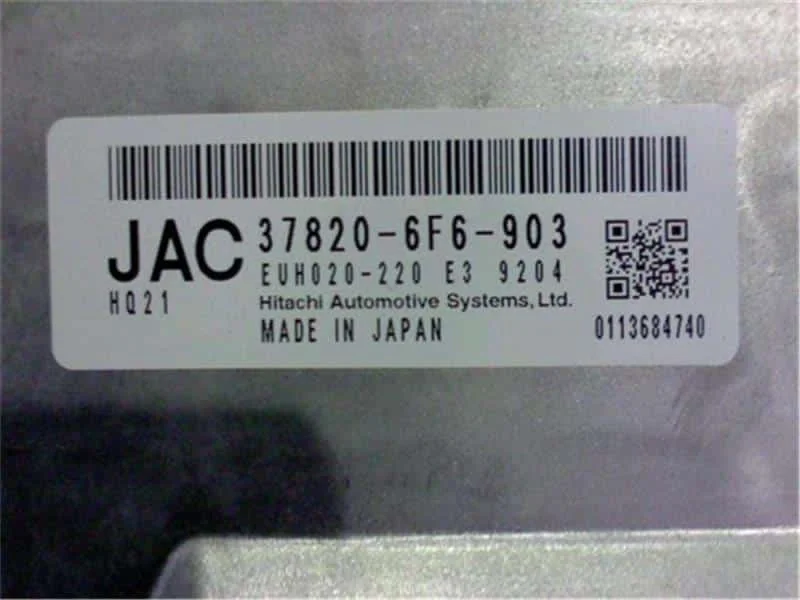 JAC 37820-6F6-903
EUH020-220 E3 9204
HQ21
Hitachi Automotive Systems, Ltd.
MADE IN JAPAN
0113684740